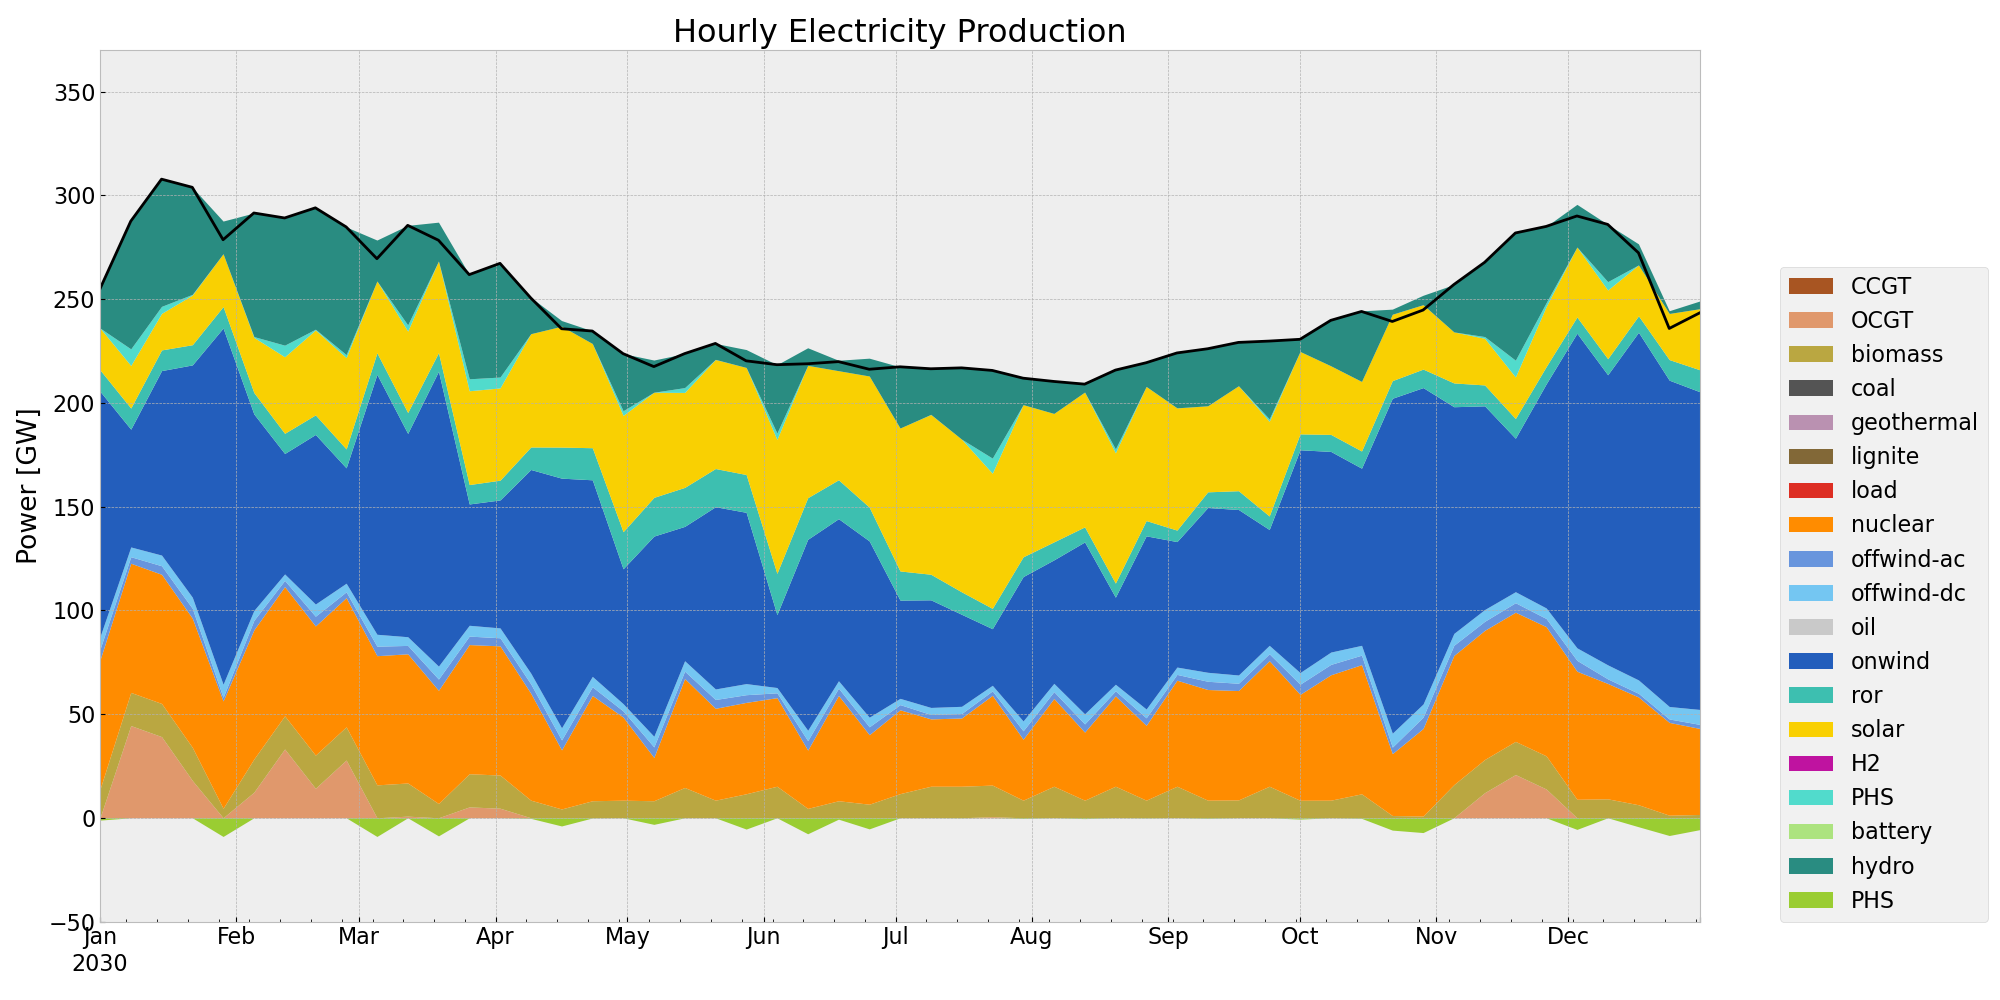 Hourly Electricity Production
Power [GW]
350
300
250
200
150
100
50
0
−50
Jan Feb Mar Apr May Jun Jul Aug Sep Oct Nov Dec
2030
CCGT
OCGT
biomass
coal
geothermal
lignite
load
nuclear
offwind-ac
offwind-dc
oil
onwind
ror
solar
H2
PHS
battery
hydro
PHS